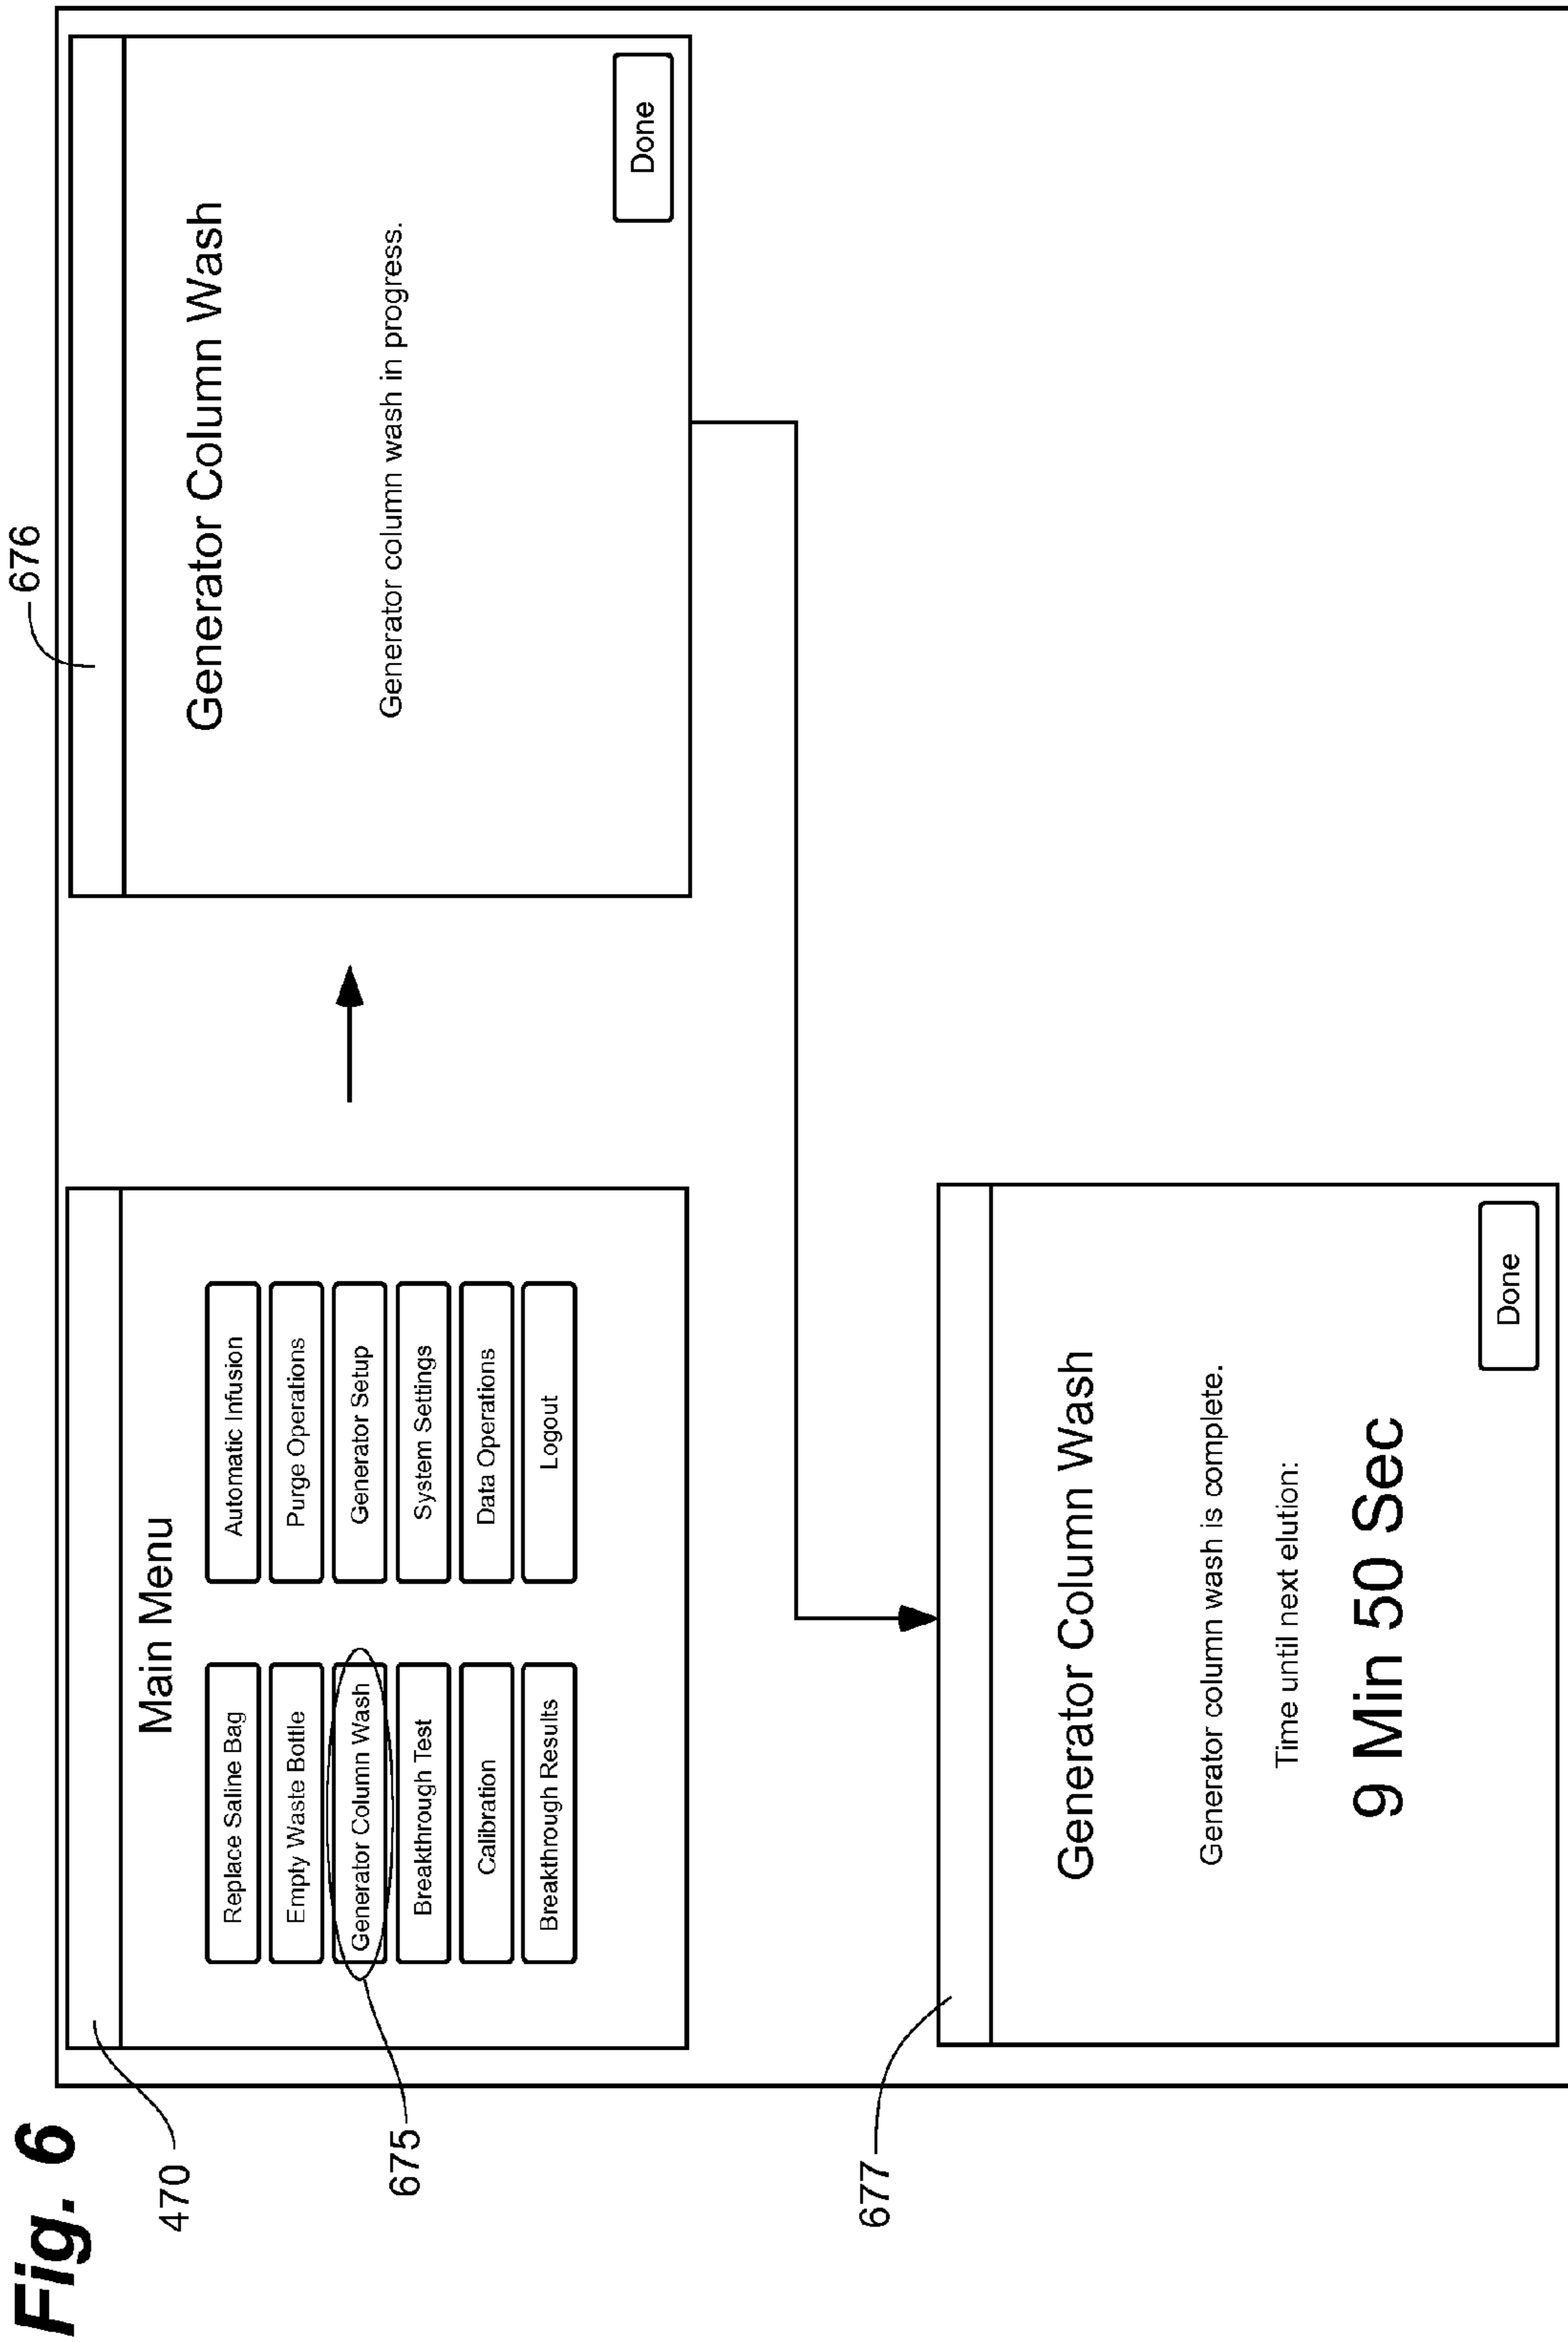 Fig. 6
470
Main Menu
Replace Saline Bag
Automatic Infusion
Empty Waste Bottle
Purge Operations
Generator Column Wash
Generator Setup
Breakthrough Test
System Settings
Calibration
Data Operations
Breakthrough Results
Logout
675
676
Generator Column Wash
Generator column wash in progress.
Done
677
Generator Column Wash
Generator column wash is complete.
Time until next elution:
9 Min 50 Sec
Done